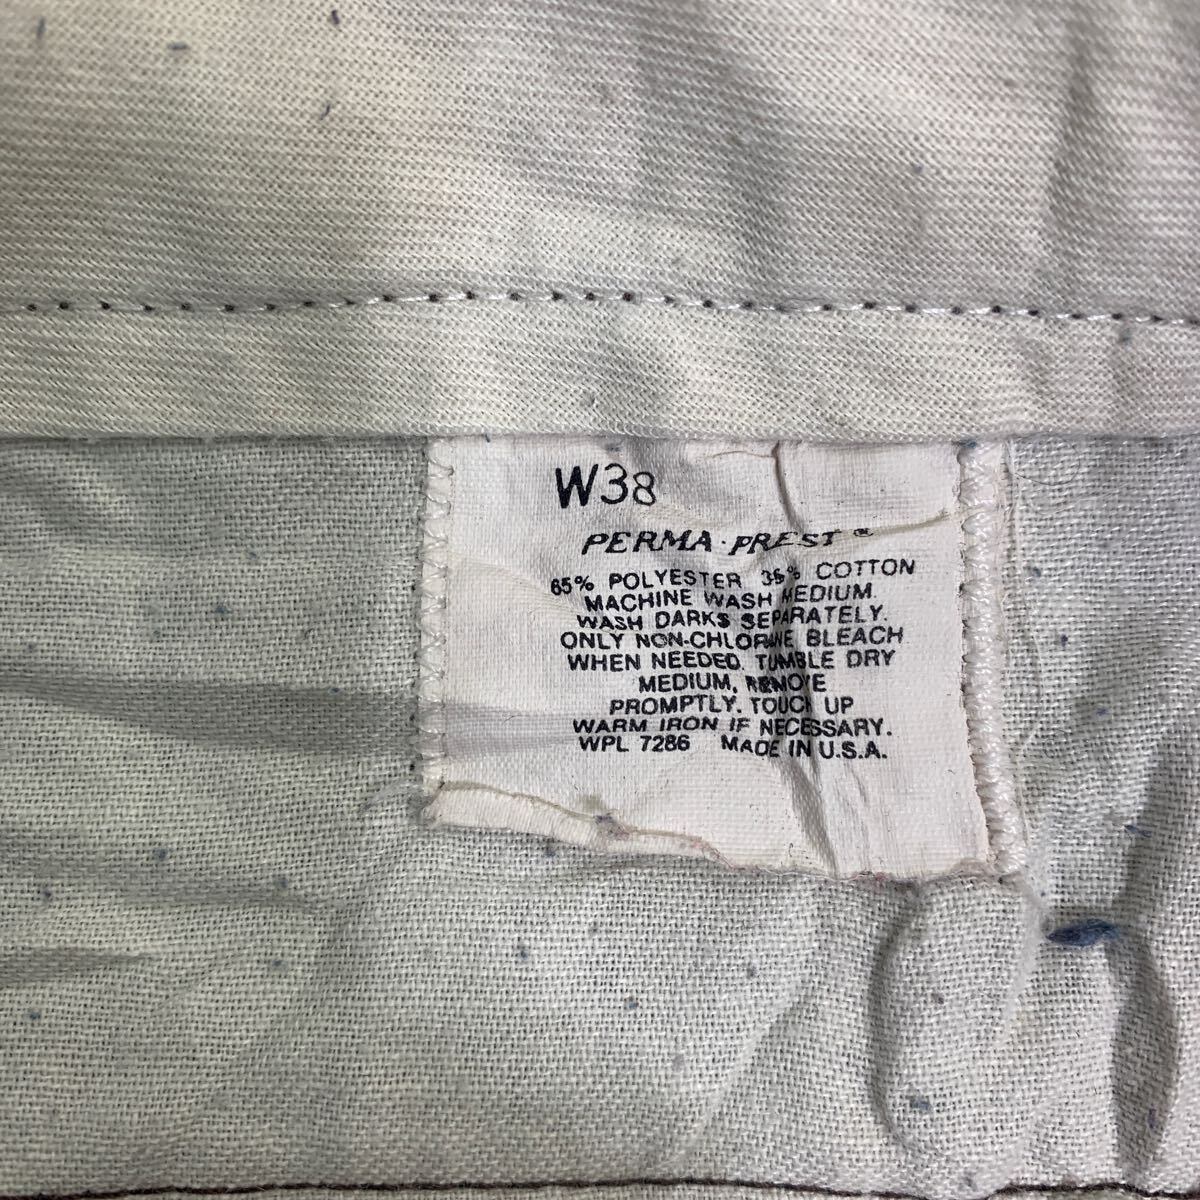 W38
PERMA·PREST®
65% POLYESTER 35% COTTON
MACHINE WASH MEDIUM.
WASH DARKS SEPARATELY.
ONLY NON-CHLORINE BLEACH
WHEN NEEDED. TUMBLE DRY
MEDIUM, REMOVE
PROMPTLY. TOUCH UP
WARM IRON IF NECESSARY.
WPL 7286 MADE IN U.S.A.